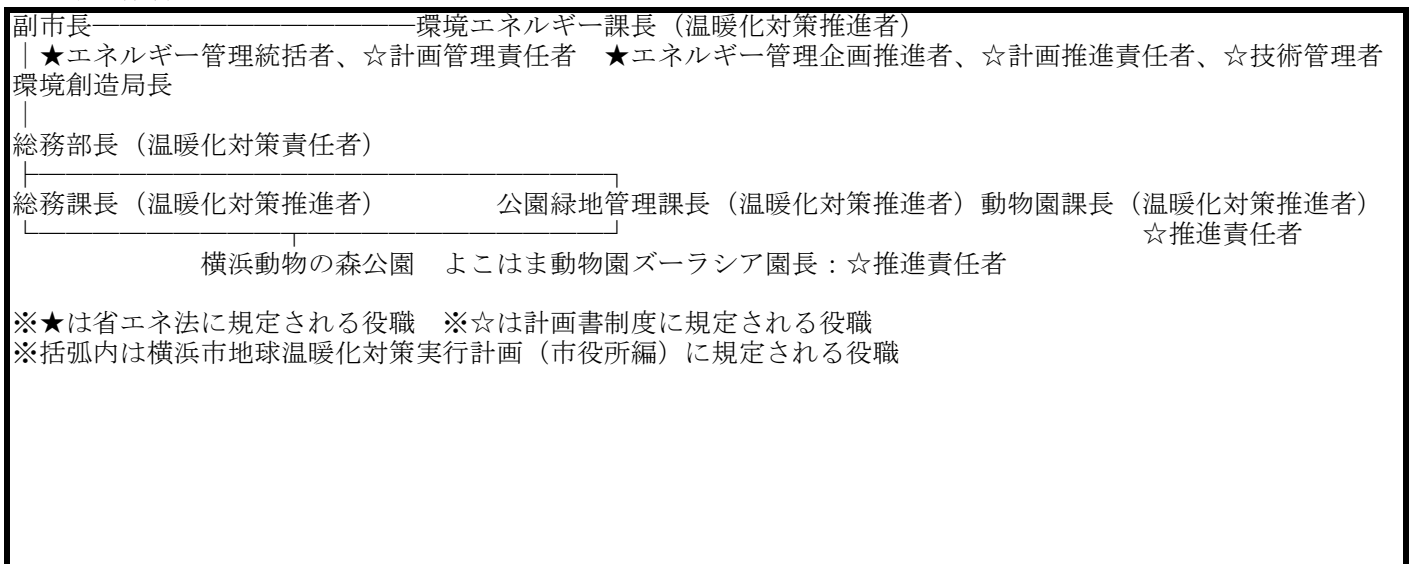 副市長――――――――――――環境エネルギー課長（温暖化対策推進者）
｜★エネルギー管理統括者、☆計画管理責任者　★エネルギー管理企画推進者、☆計画推進責任者、☆技術管理者
環境創造局長
｜
総務部長（温暖化対策責任者）
├─────────────────────┐
総務課長（温暖化対策推進者）　　　　公園緑地管理課長（温暖化対策推進者）動物園課長（温暖化対策推進者）
└─────────┬───────────┘　　　　　　　　　　　　　　　　　　　☆推進責任者
横浜動物の森公園　よこはま動物園ズーラシア園長：☆推進責任者
※★は省エネ法に規定される役職　※☆は計画書制度に規定される役職
※括弧内は横浜市地球温暖化対策実行計画（市役所編）に規定される役職